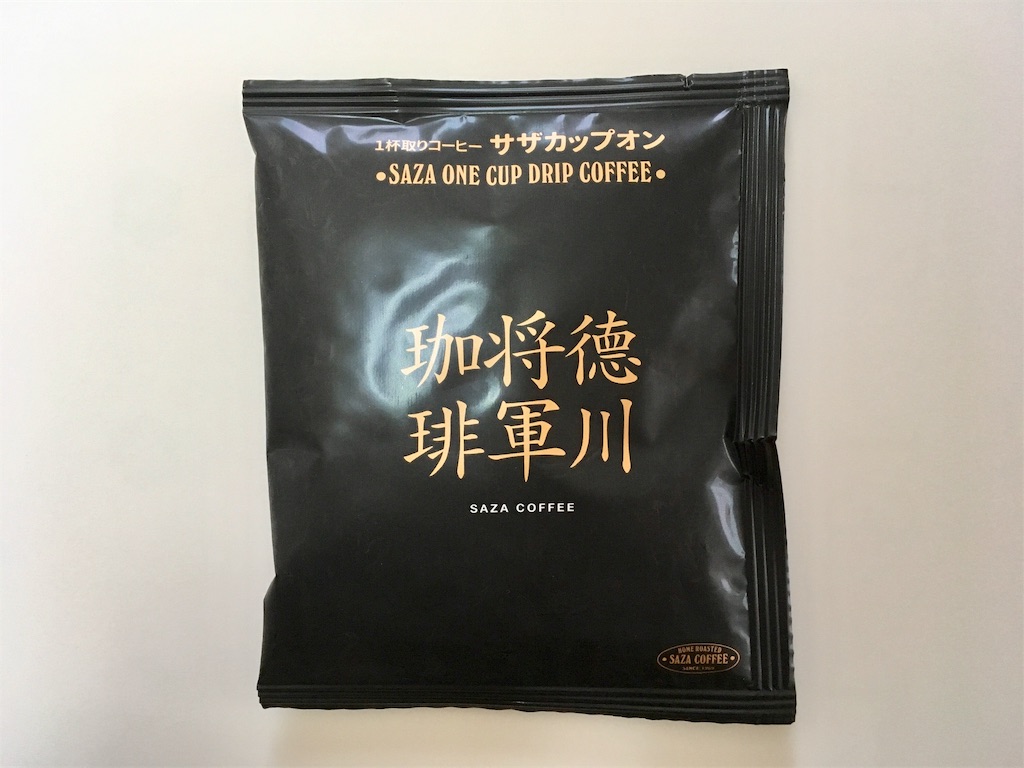 1杯取りコーヒー サザカップオン
•SAZA ONE CUP DRIP COFFEE•
徳川
将軍
珈琲
SAZA COFFEE
HOME ROASTED
• SAZA COFFEE •